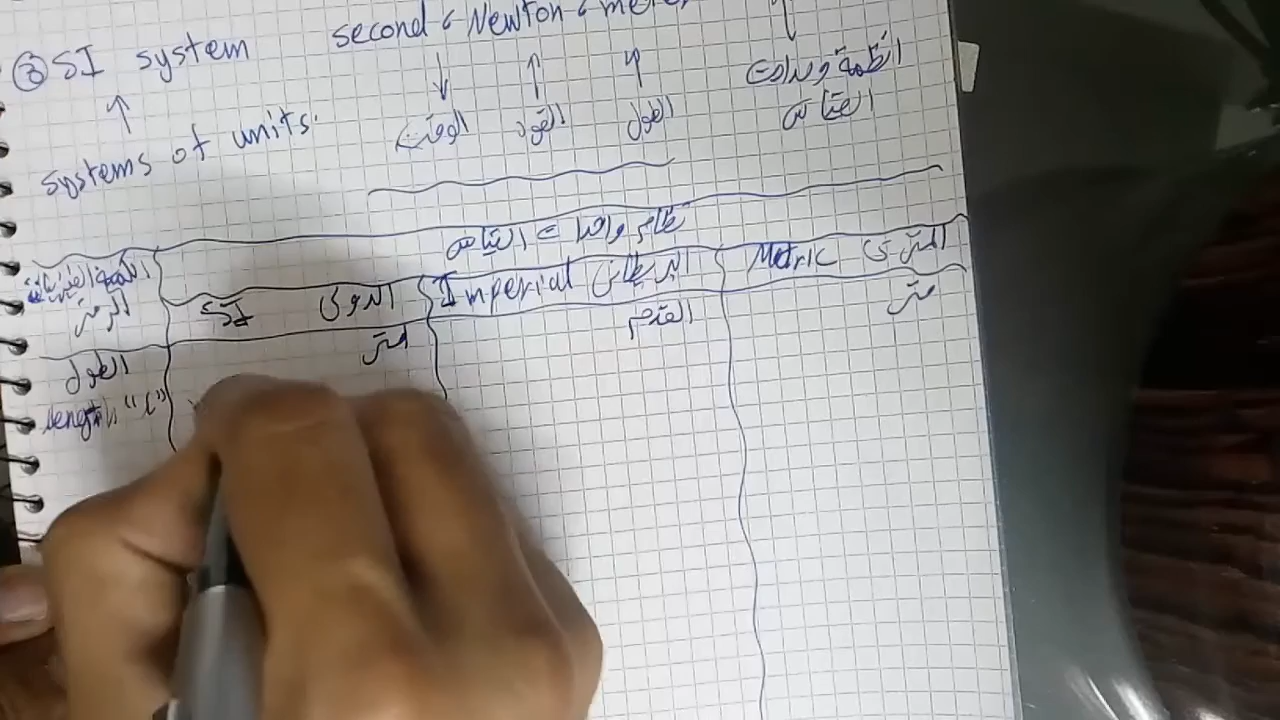 ③ SI system second، Newton، meter
الوقت القوة الطول أنظمة وحدات
القياس
systems of units.
نظام واحدات القياس
الكمية الفيزيائية
الرمز SI الدولي Imperial البريطاني Metric المتري
الطول متر القدم متر
length "L"